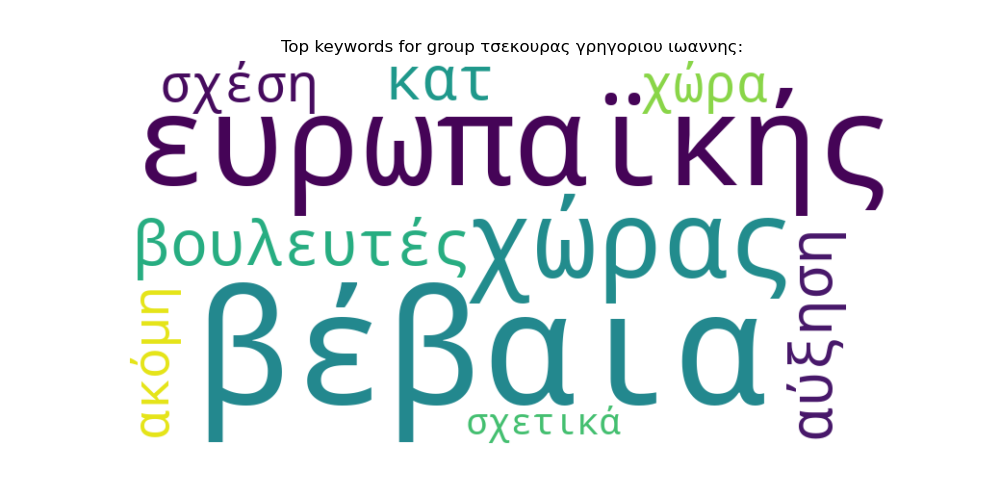 Top keywords for group τσεκουρας γρηγοριου ιωαννης:
σχέση κατ χώρα
ευρωπαϊκής
βουλευτές χώρας
αύξηση
ακόμη
βέβαια
σχετικά